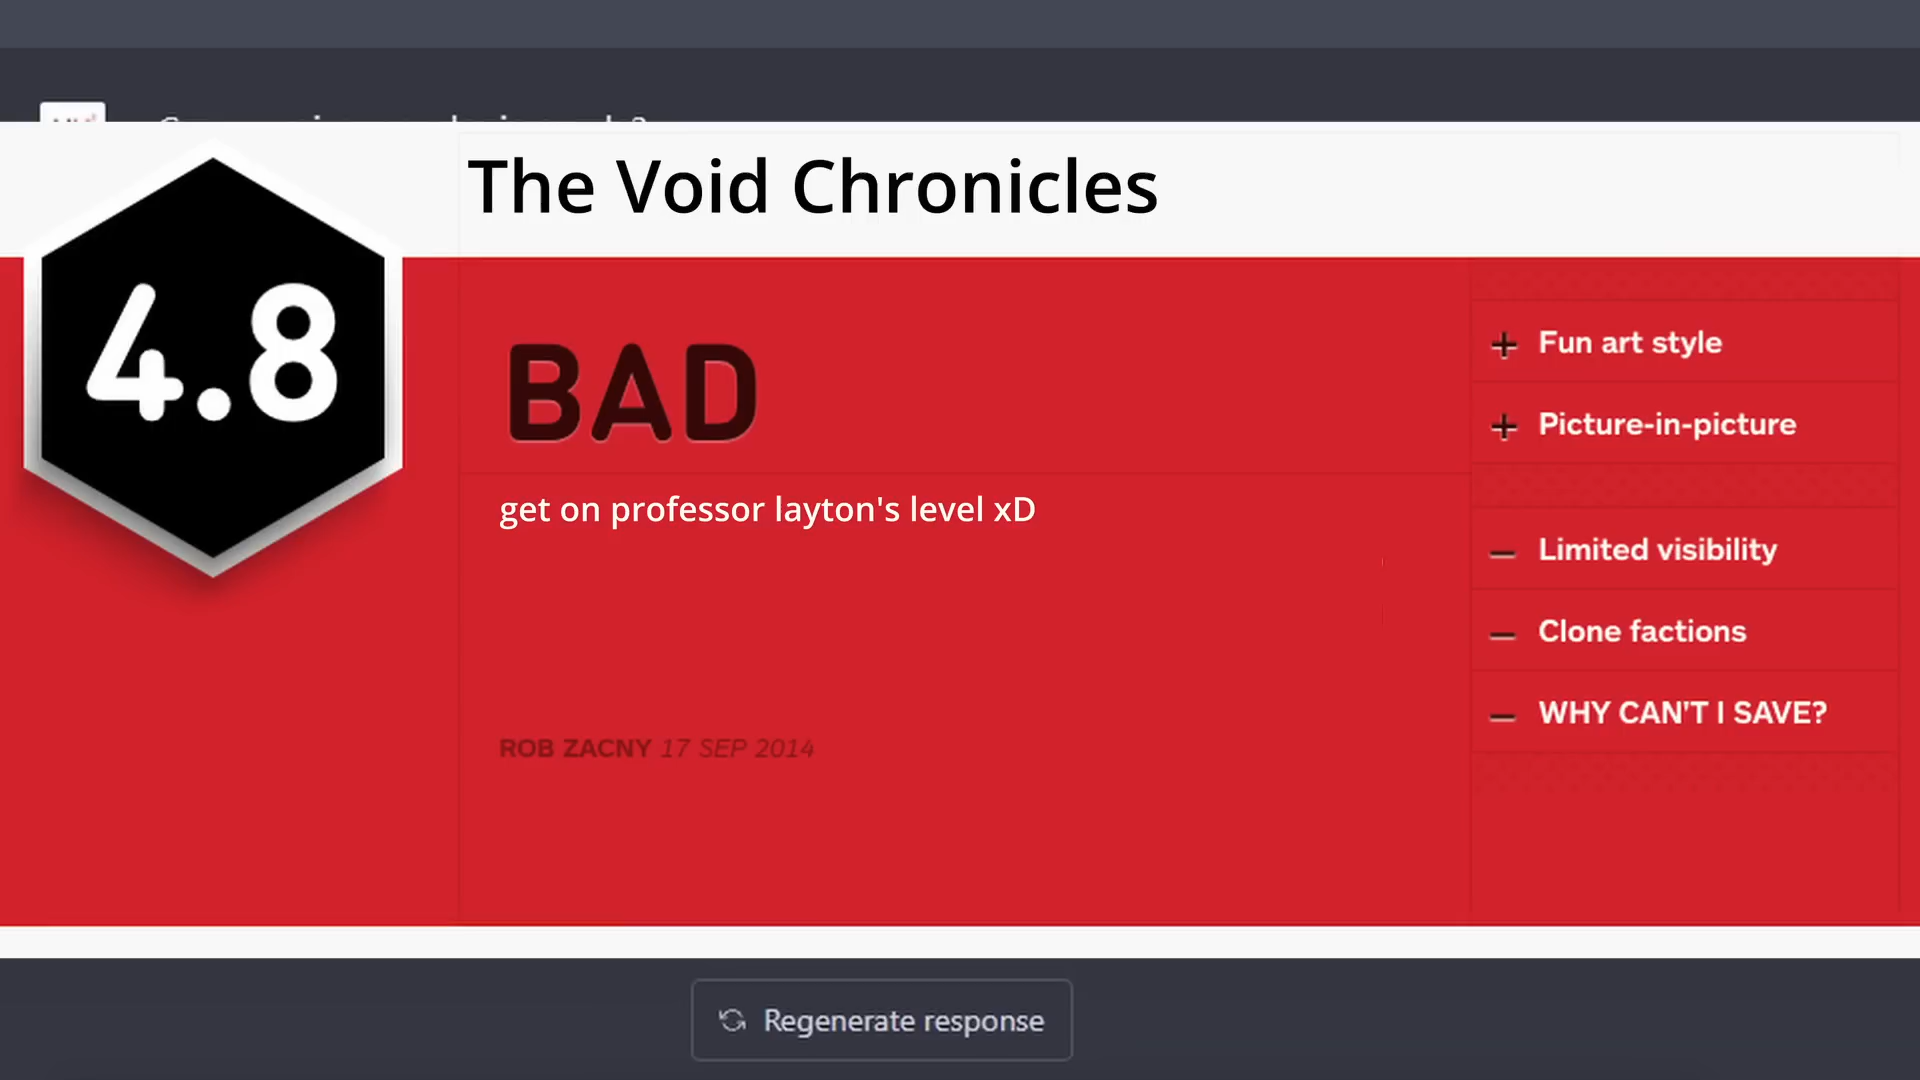 The Void Chronicles
4.8
BAD
get on professor layton's level xD
ROB ZACNY 17 SEP 2014
+ Fun art style
+ Picture-in-picture
– Limited visibility
– Clone factions
– WHY CAN'T I SAVE?
Regenerate response